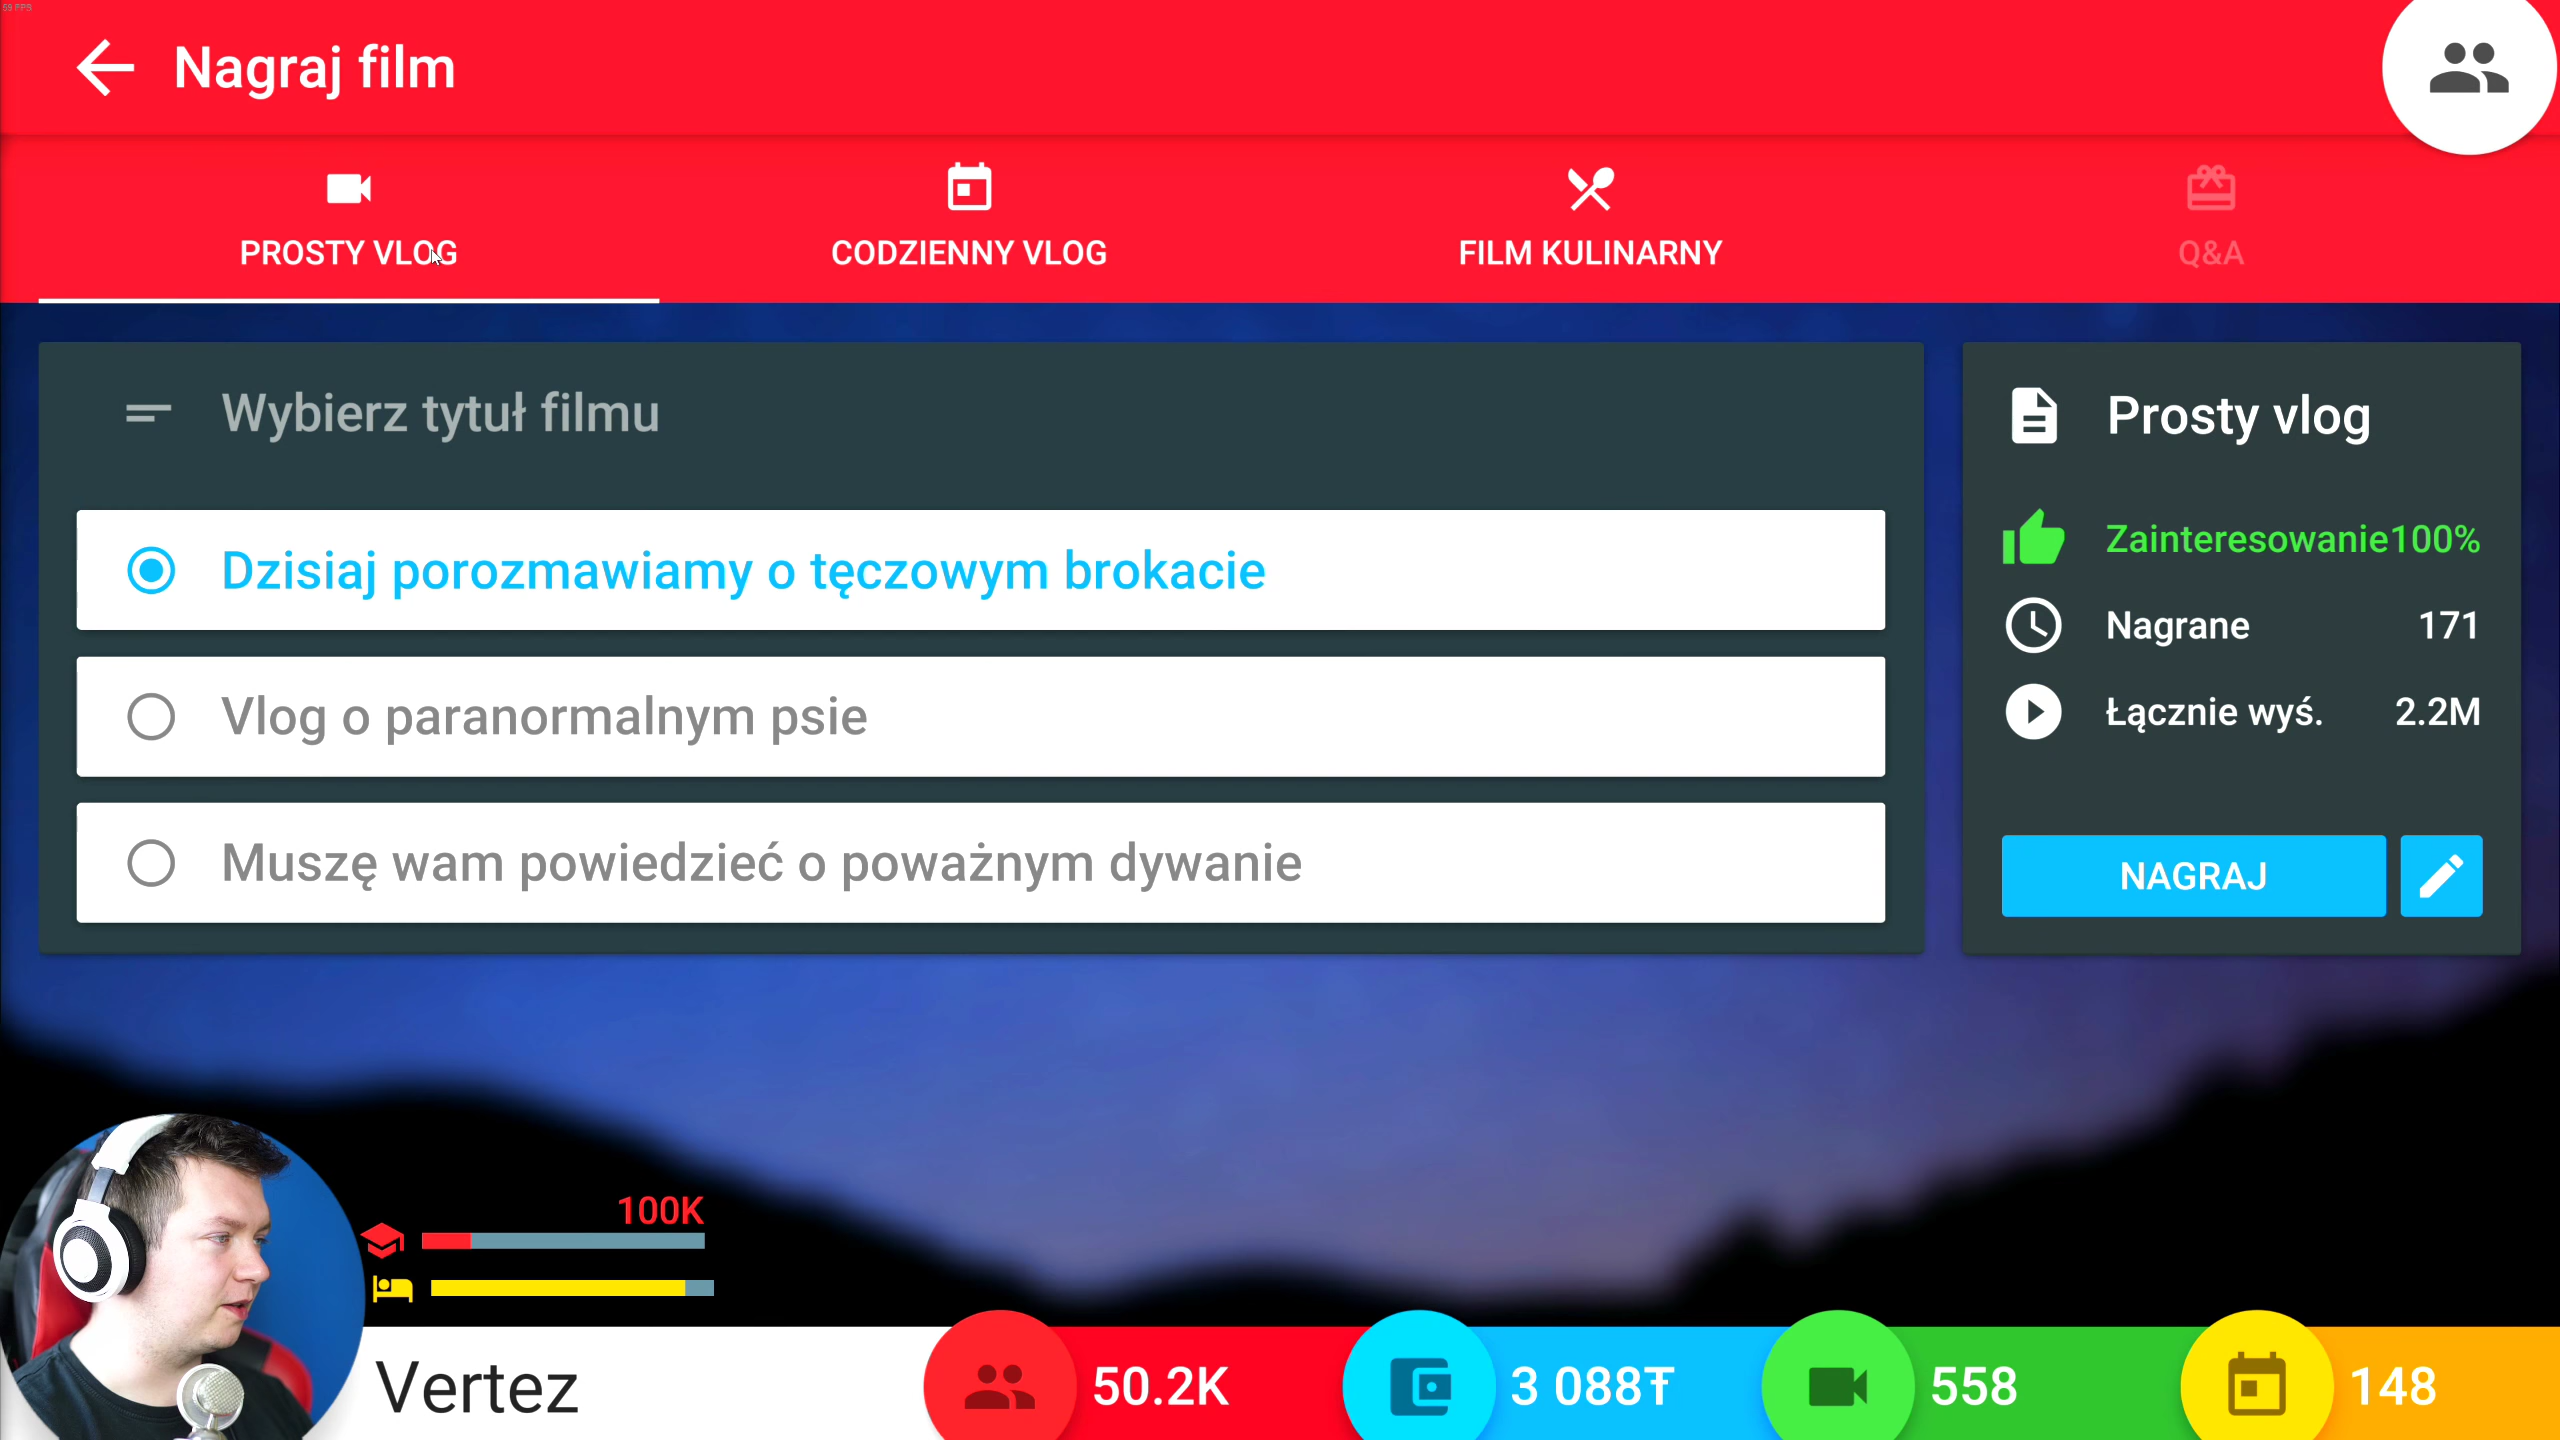 59 FPS
Nagraj film
PROSTY VLOG
CODZIENNY VLOG
FILM KULINARNY
Q&A
Wybierz tytuł filmu
Dzisiaj porozmawiamy o tęczowym brokacie
Vlog o paranormalnym psie
Muszę wam powiedzieć o poważnym dywanie
Prosty vlog
Zainteresowanie100%
Nagrane 171
Łącznie wyś. 2.2M
NAGRAJ
100K
Vertez
50.2K
3 088Ŧ
558
148